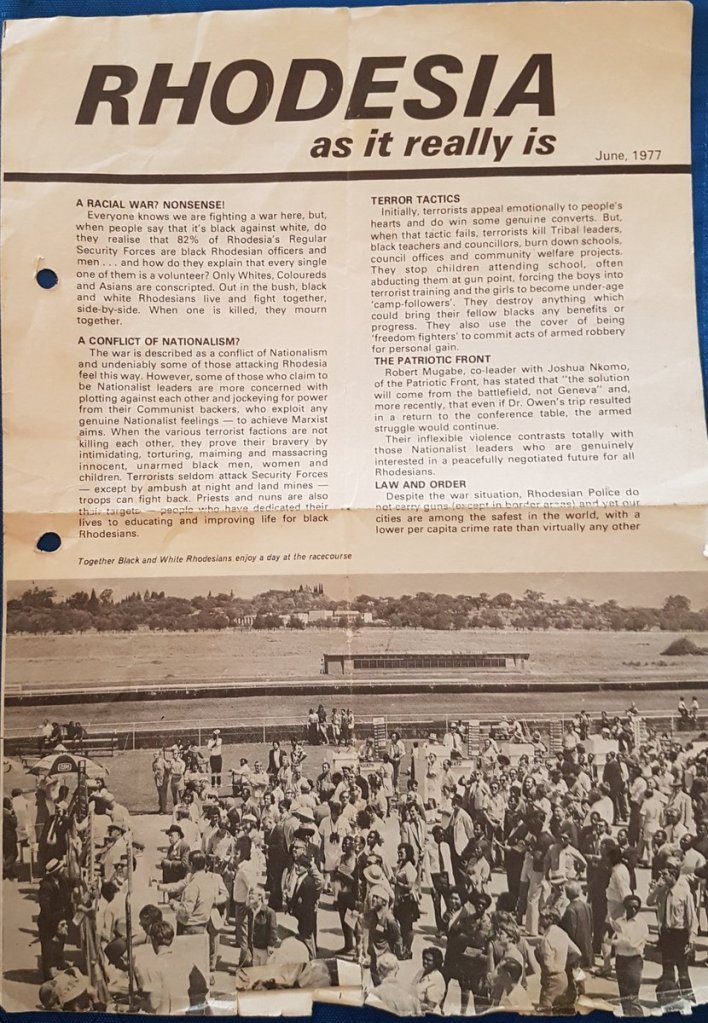 RHODESIA
as it really is
June, 1977
A RACIAL WAR? NONSENSE!
Everyone knows we are fighting a war here, but,
when people say that it's black against white, do
they realise that 82% of Rhodesia's Regular
Security Forces are black Rhodesian officers and
men . . . and how do they explain that every single
one of them is a volunteer? Only Whites, Coloureds
and Asians are conscripted. Out in the bush, black
and white Rhodesians live and fight together,
side-by-side. When one is killed, they mourn
together.
A CONFLICT OF NATIONALISM?
The war is described as a conflict of Nationalism
and undeniably some of those attacking Rhodesia
feel this way. However, some of those who claim to
be Nationalist leaders are more concerned with
plotting against each other and jockeying for power
from their Communist backers, who exploit any
genuine Nationalist feelings — to achieve Marxist
aims. When the various terrorist factions are not
killing each other, they prove their bravery by
intimidating, torturing, maiming and massacring
innocent, unarmed black men, women and
children. Terrorists seldom attack Security Forces
— except by ambush at night and land mines —
troops can fight back. Priests and nuns are also
their targets — people who have dedicated their
lives to educating and improving life for black
Rhodesians.
TERROR TACTICS
Initially, terrorists appeal emotionally to people's
hearts and do win some genuine converts. But,
when that tactic fails, terrorists kill Tribal leaders,
black teachers and councillors, burn down schools,
council offices and community welfare projects.
They stop children attending school, often
abducting them at gun point, forcing the boys into
terrorist training and the girls to become under-age
'camp-followers'. They destroy anything which
could bring their fellow blacks any benefits or
progress. They also use the cover of being
'freedom fighters' to commit acts of armed robbery
for personal gain.
THE PATRIOTIC FRONT
Robert Mugabe, co-leader with Joshua Nkomo,
of the Patriotic Front, has stated that "the solution
will come from the battlefield, not Geneva" and,
more recently, that even if Dr. Owen's trip resulted
in a return to the conference table, the armed
struggle would continue.
Their inflexible violence contrasts totally with
those Nationalist leaders who are genuinely
interested in a peacefully negotiated future for all
Rhodesians.
LAW AND ORDER
Despite the war situation, Rhodesian Police do
not carry guns (except in border areas) and yet our
cities are among the safest in the world, with a
lower per capita crime rate than virtually any other
Together Black and White Rhodesians enjoy a day at the racecourse